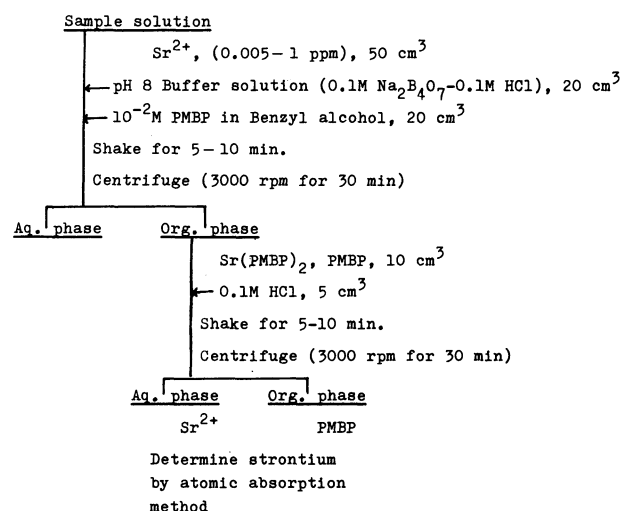 Sample solution
Sr²⁺, (0.005–1 ppm), 50 cm³
pH 8 Buffer solution (0.1M Na₂B₄O₇-0.1M HCl), 20 cm³
10⁻²M PMBP in Benzyl alcohol, 20 cm³
Shake for 5–10 min.
Centrifuge (3000 rpm for 30 min)
Aq. phase Org. phase
Sr(PMBP)₂, PMBP, 10 cm³
0.1M HCl, 5 cm³
Shake for 5-10 min.
Centrifuge (3000 rpm for 30 min)
Aq. phase Org. phase
Sr²⁺ PMBP
Determine strontium
by atomic absorption
method